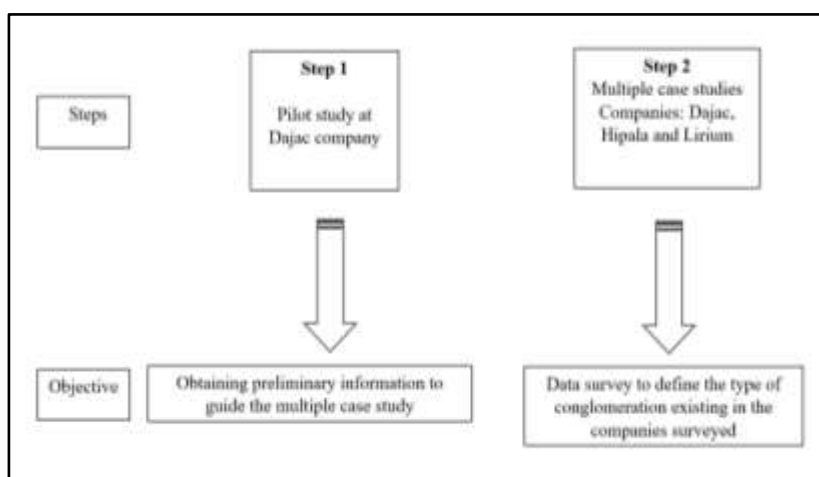 Steps
Step 1
Pilot study at
Dajac company
Step 2
Multiple case studies
Companies: Dajac,
Hipala and Lirium
Objective
Obtaining preliminary information to
guide the multiple case study
Data survey to define the type of
conglomeration existing in the
companies surveyed